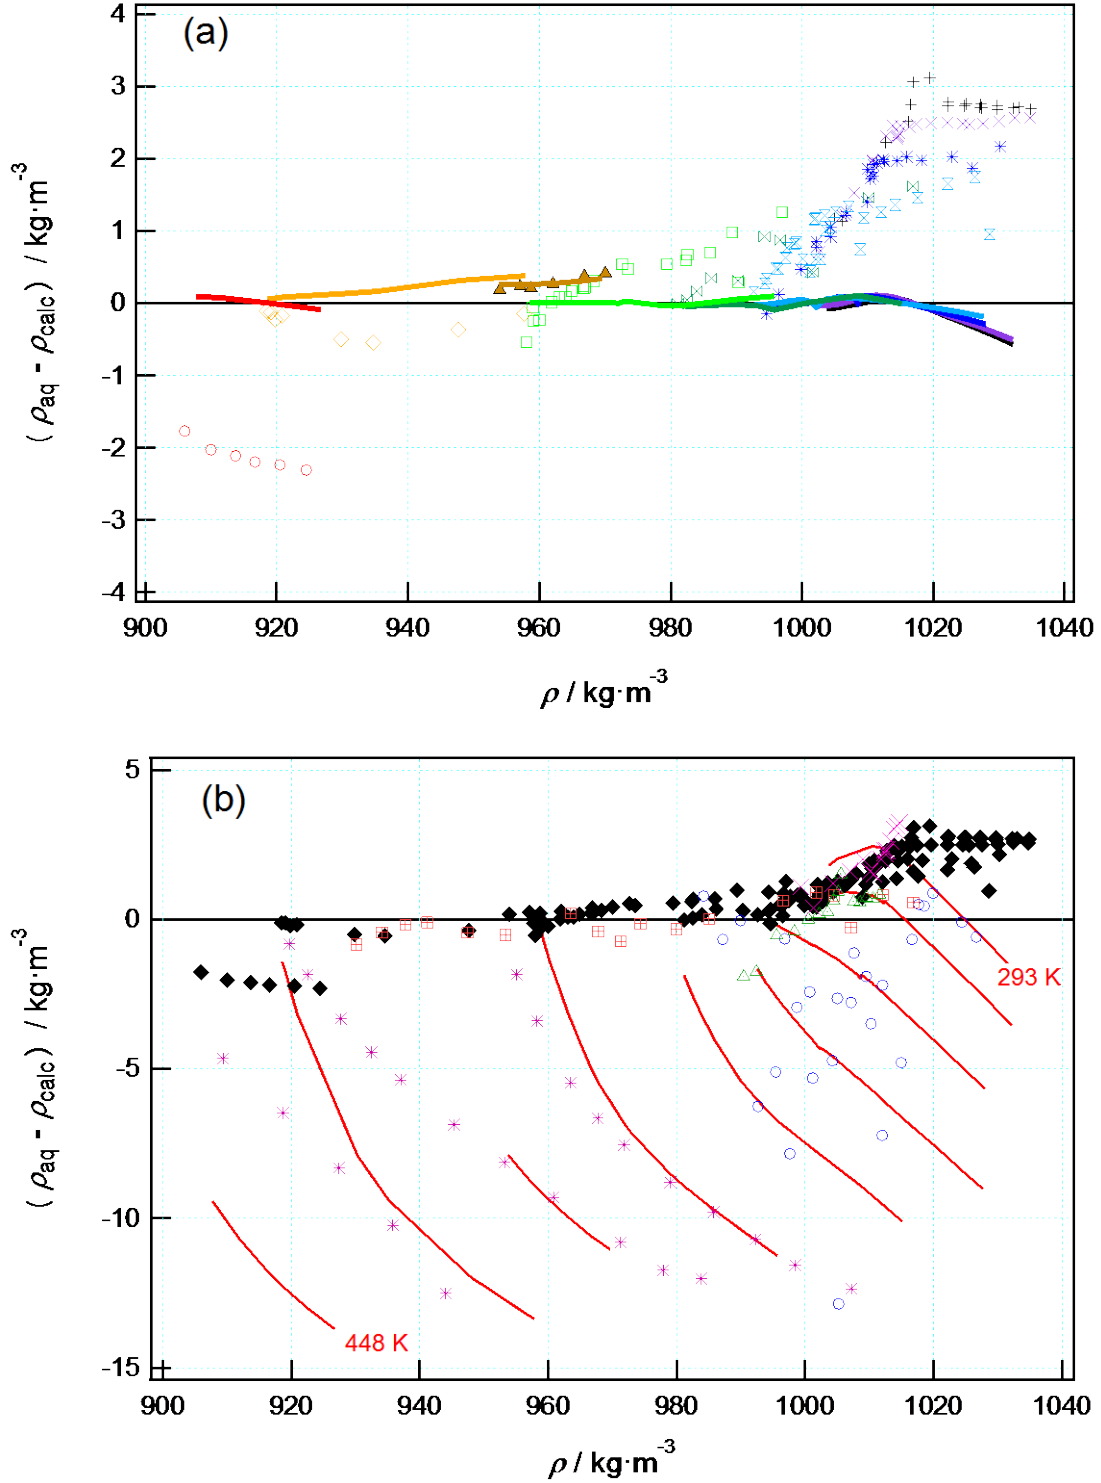 (a)
4
3
2
1
0
-1
-2
-3
-4
( ρaq - ρcalc) / kg·m-3
900 920 940 960 980 1000 1020 1040
ρ / kg·m-3
(b)
5
0
-5
-10
-15
( ρaq - ρcalc) / kg·m-3
293 K
448 K
900 920 940 960 980 1000 1020 1040
ρ / kg·m-3